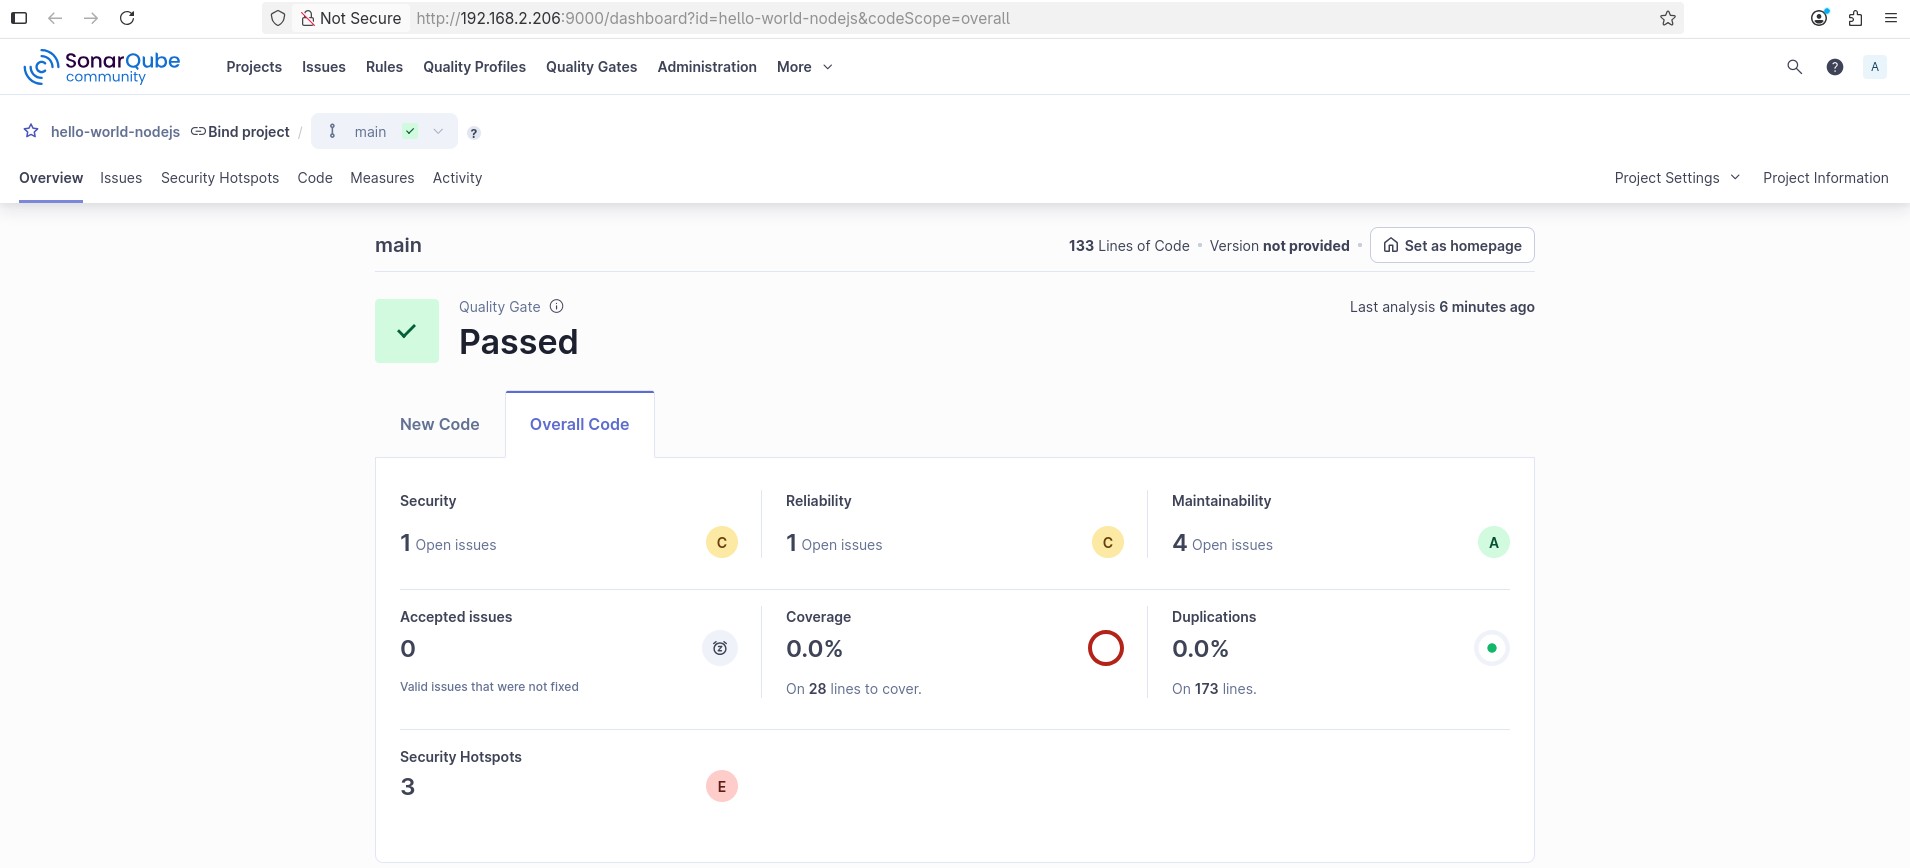 Not Secure http://192.168.2.206:9000/dashboard?id=hello-world-nodejs&codeScope=overall
SonarQube community Projects Issues Rules Quality Profiles Quality Gates Administration More ? A
hello-world-nodejs Bind project / main ?
Overview Issues Security Hotspots Code Measures Activity Project Settings Project Information
main 133 Lines of Code • Version not provided • Set as homepage
Quality Gate Last analysis 6 minutes ago
Passed
New Code Overall Code
Security Reliability Maintainability
1 Open issues C 1 Open issues C 4 Open issues A
Accepted issues Coverage Duplications
0 0.0% 0.0%
Valid issues that were not fixed On 28 lines to cover. On 173 lines.
Security Hotspots
3 E